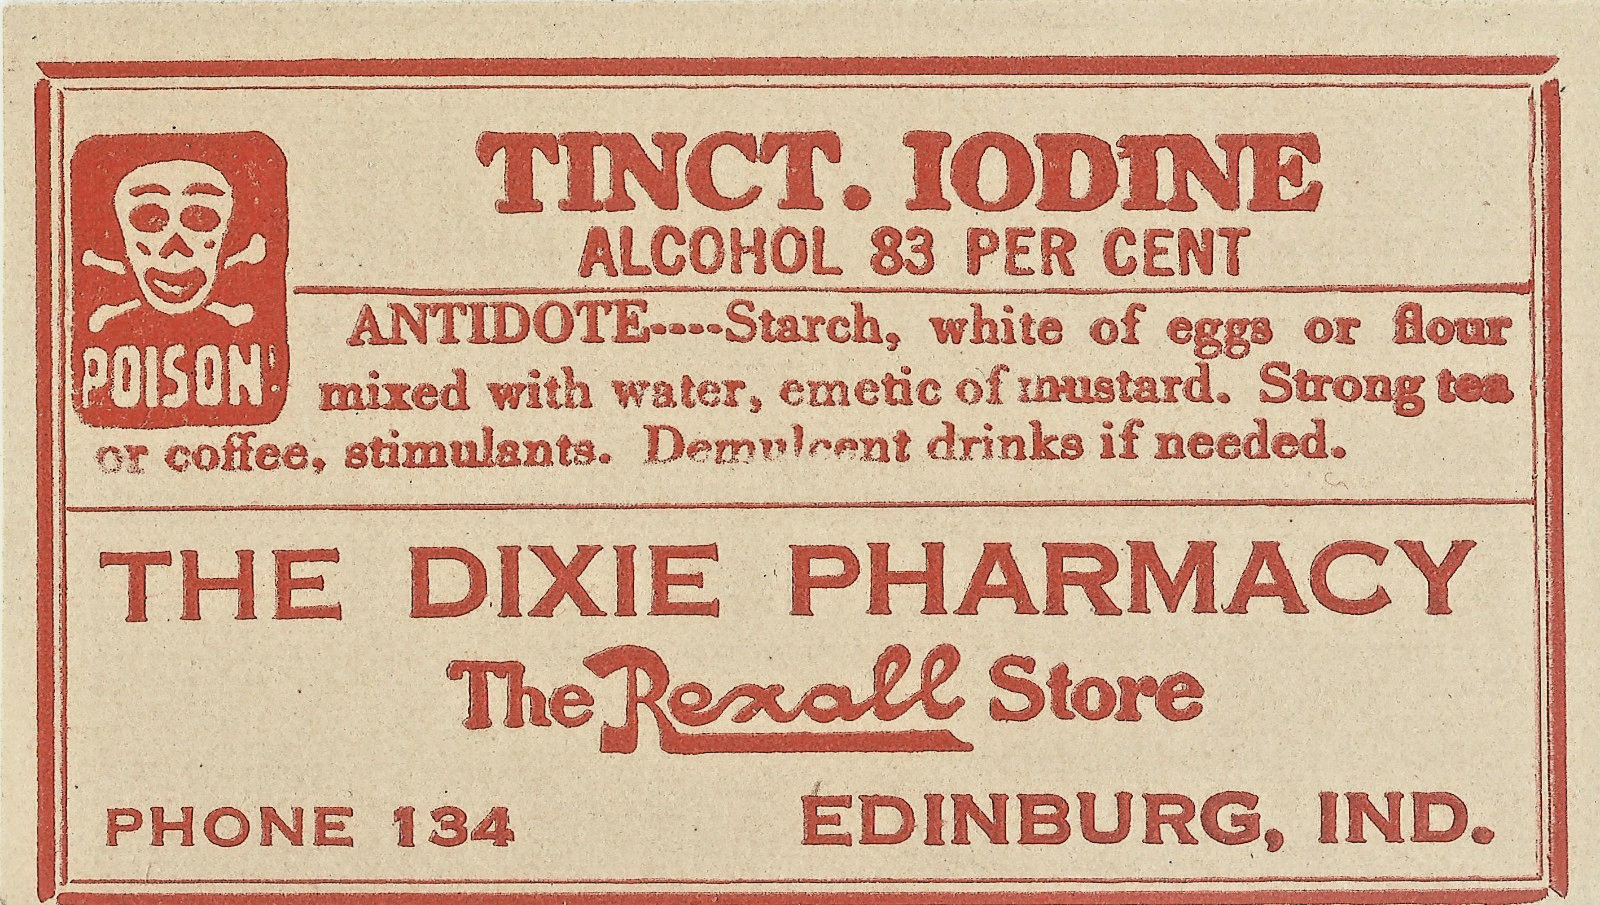 TINCT. IODINE
ALCOHOL 83 PER CENT
POISON!
ANTIDOTE----Starch, white of eggs or flour
mixed with water, emetic of mustard. Strong tea
or coffee, stimulants. Demulcent drinks if needed.
THE DIXIE PHARMACY
The Rexall Store
PHONE 134
EDINBURG, IND.